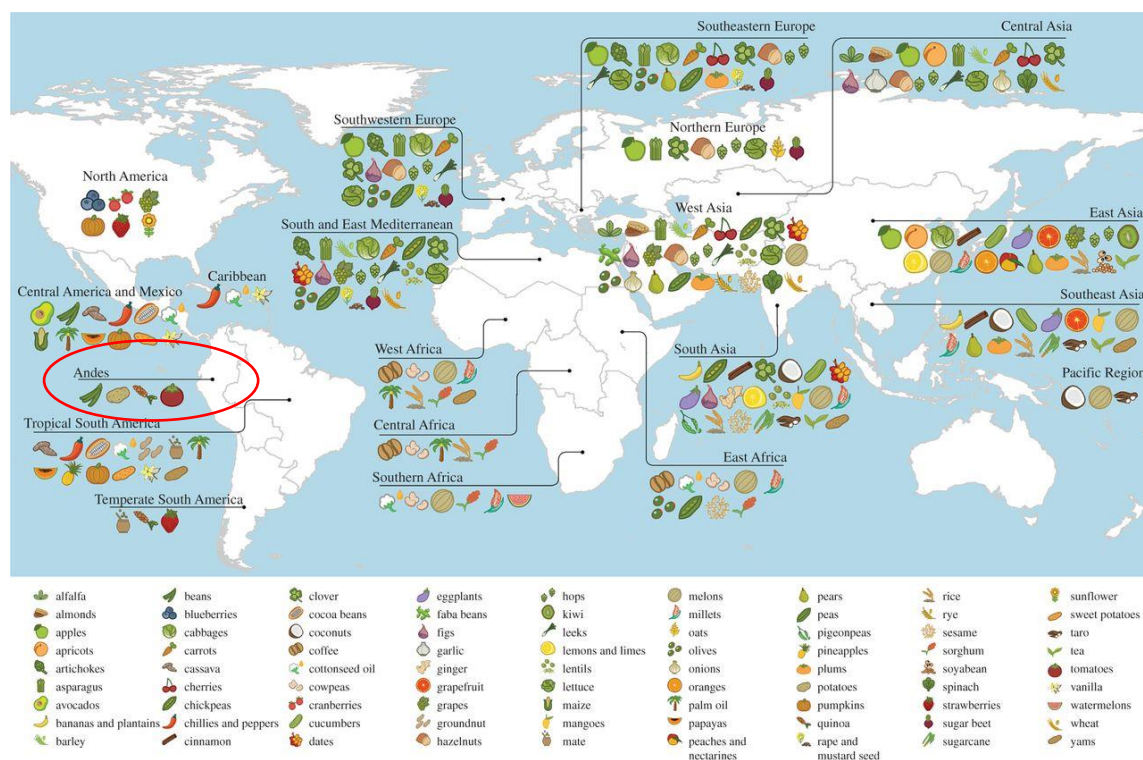 Southeastern Europe
Central Asia
Southwestern Europe
Northern Europe
North America
West Asia
East Asia
South and East Mediterranean
Caribbean
Central America and Mexico
Southeast Asia
West Africa
South Asia
Andes
Pacific Region
Tropical South America
Central Africa
East Africa
Southern Africa
Temperate South America
alfalfa
almonds
apples
apricots
artichokes
asparagus
avocados
bananas and plantains
barley
beans
blueberries
cabbages
carrots
cassava
cherries
chickpeas
chillies and peppers
cinnamon
clover
cocoa beans
coconuts
coffee
cottonseed oil
cowpeas
cranberries
cucumbers
dates
eggplants
faba beans
figs
garlic
ginger
grapefruit
grapes
groundnut
hazelnuts
hops
kiwi
leeks
lemons and limes
lentils
lettuce
maize
mangoes
mate
melons
millets
oats
olives
onions
oranges
palm oil
papayas
peaches and
nectarines
pears
peas
pigeonpeas
pineapples
plums
potatoes
pumpkins
quinoa
rape and
mustard seed
rice
rye
sesame
sorghum
soyabean
spinach
strawberries
sugar beet
sugarcane
sunflower
sweet potatoes
taro
tea
tomatoes
vanilla
watermelons
wheat
yams